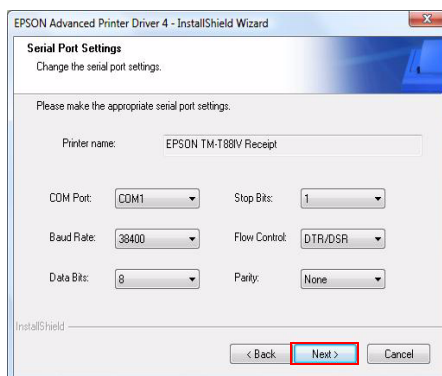 EPSON Advanced Printer Driver 4 - InstallShield Wizard
Serial Port Settings
Change the serial port settings.
Please make the appropriate serial port settings.
Printer name: EPSON TM-T88IV Receipt
COM Port: COM1 Stop Bits: 1
Baud Rate: 38400 Flow Control: DTR/DSR
Data Bits: 8 Parity: None
InstallShield
< Back Next > Cancel